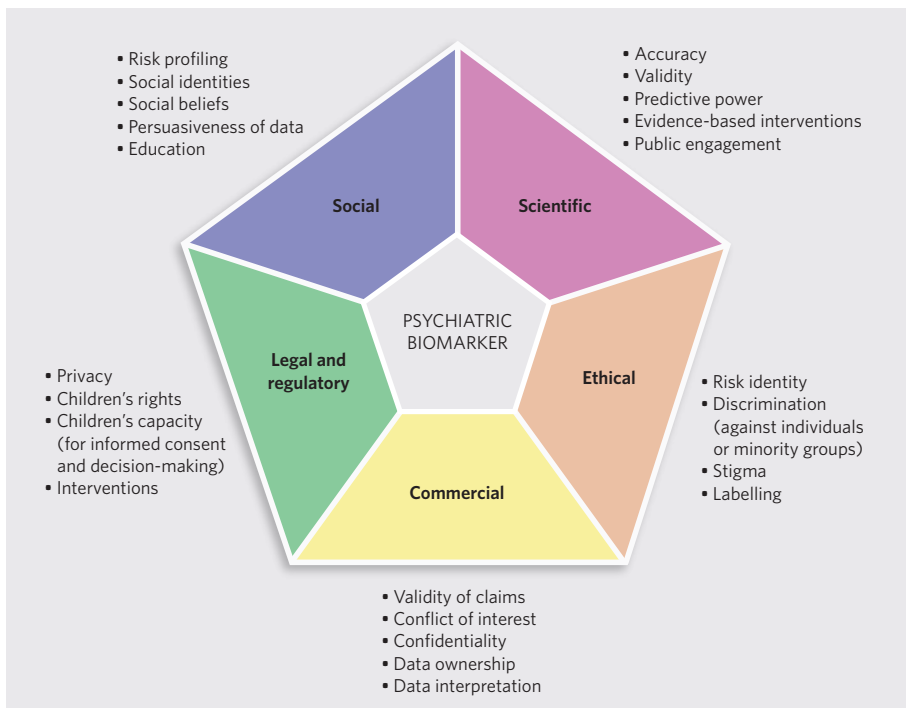 ▪ Risk profiling
▪ Social identities
▪ Social beliefs
▪ Persuasiveness of data
▪ Education
▪ Accuracy
▪ Validity
▪ Predictive power
▪ Evidence-based interventions
▪ Public engagement
Social
Scientific
PSYCHIATRIC
BIOMARKER
Legal and
regulatory
Ethical
Commercial
▪ Privacy
▪ Children’s rights
▪ Children’s capacity
(for informed consent
and decision-making)
▪ Interventions
▪ Risk identity
▪ Discrimination
(against individuals
or minority groups)
▪ Stigma
▪ Labelling
▪ Validity of claims
▪ Conflict of interest
▪ Confidentiality
▪ Data ownership
▪ Data interpretation